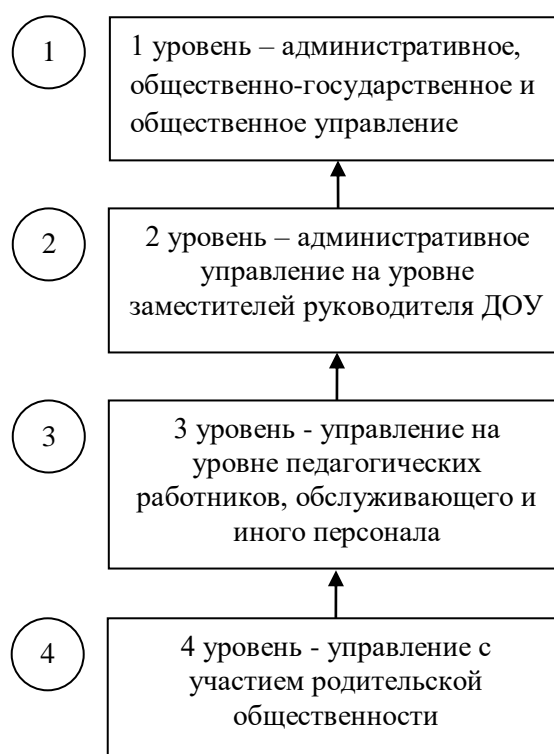 1
1 уровень – административное,
общественно-государственное и
общественное управление
2
2 уровень – административное
управление на уровне
заместителей руководителя ДОУ
3
3 уровень - управление на
уровне педагогических
работников, обслуживающего и
иного персонала
4
4 уровень - управление с
участием родительской
общественности